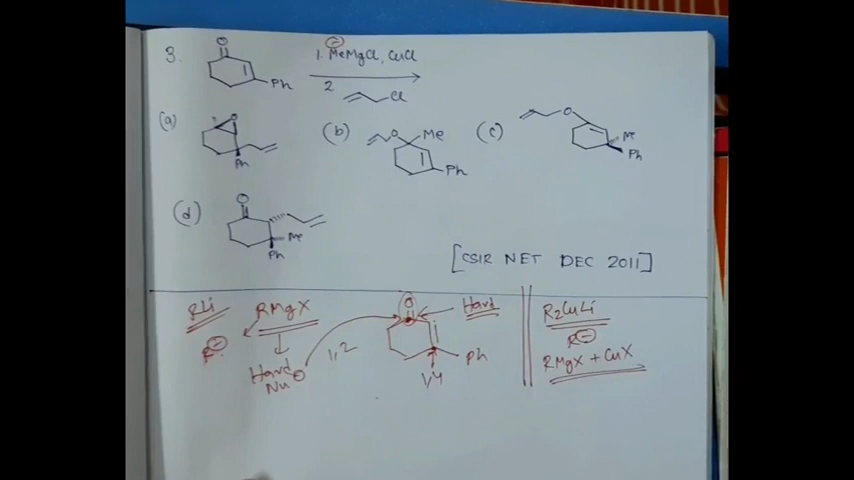 3. O Ph 1. MeMgCl, CuCl ⊖
2. Cl
(a) O Ph
(b) O Me Ph
(c) O Me Ph
(d) O Me Ph
[CSIR NET DEC 2011]
RLi RMgX R⊖ Hard Nu⊖ 1,2
O Hard Ph 1,4
R₂CuLi
R⊖
RMgX + CuX